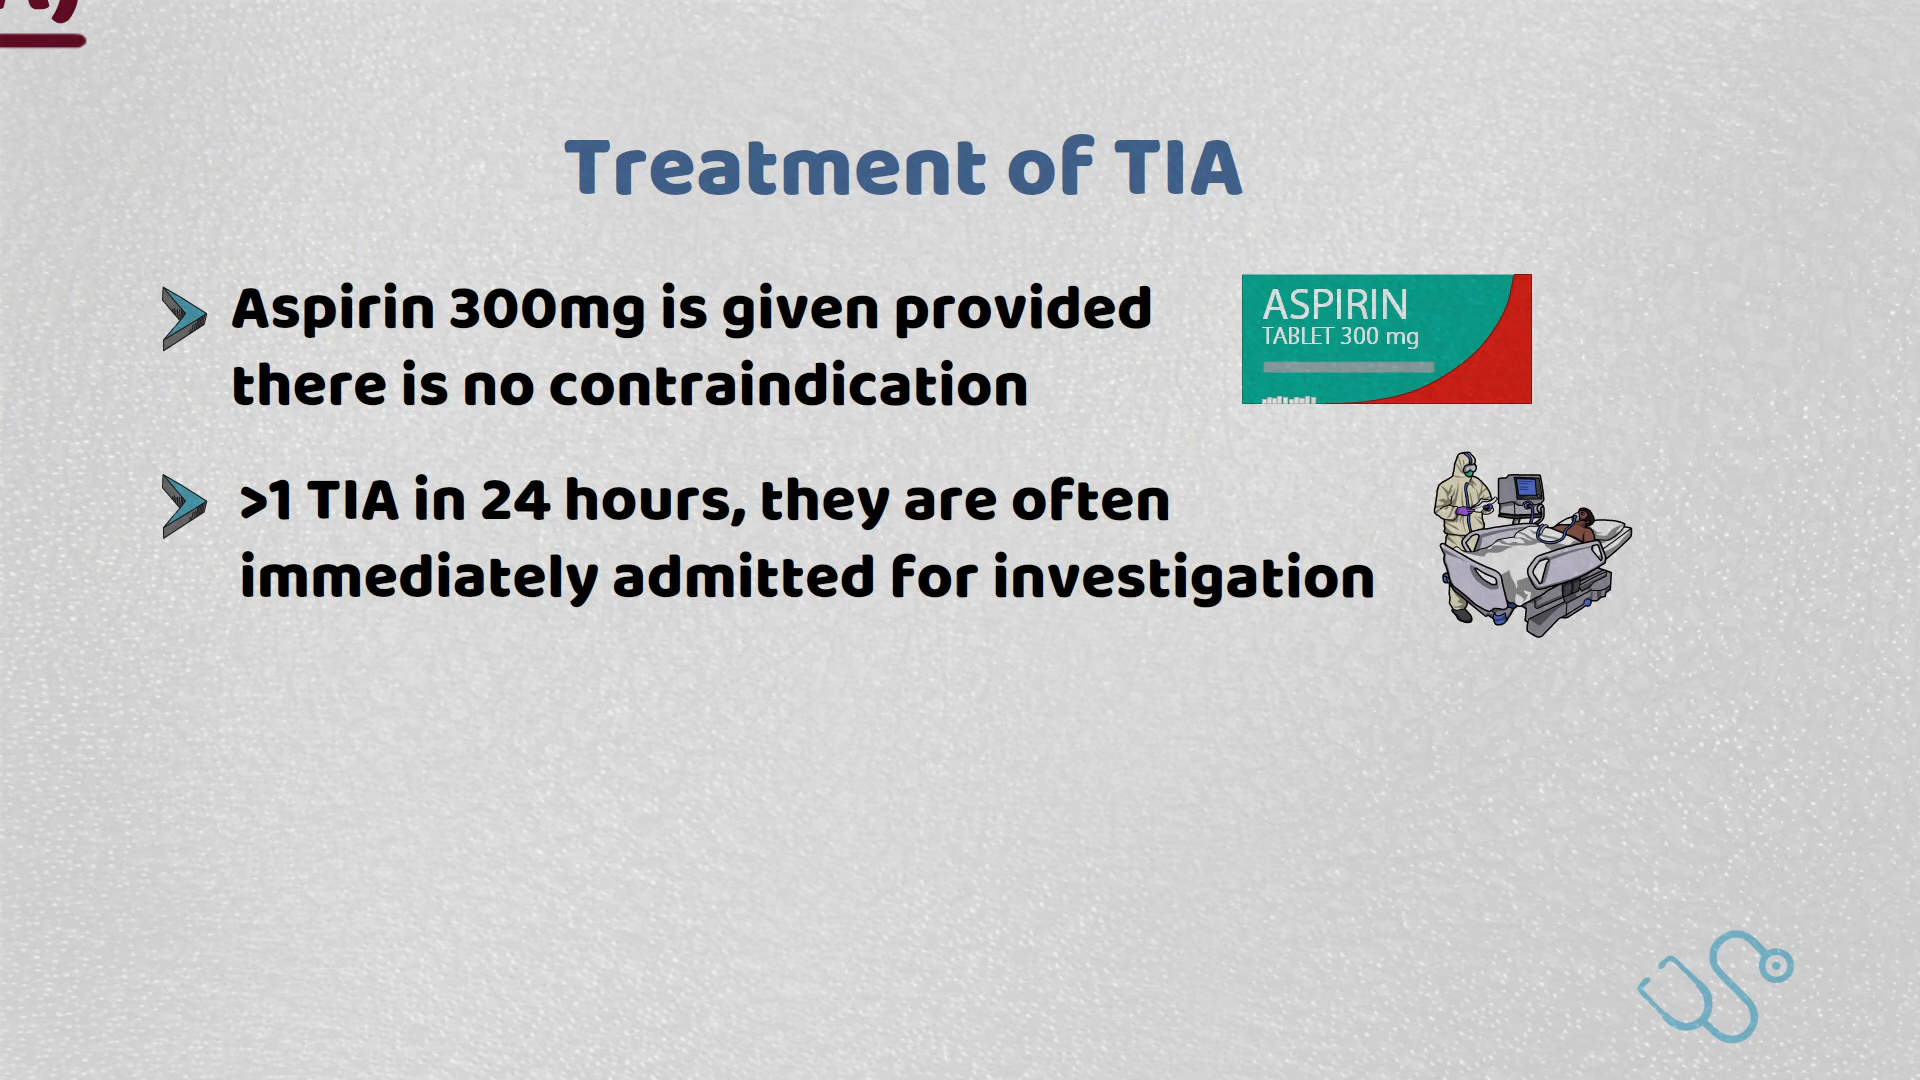 Treatment of TIA
Aspirin 300mg is given provided
there is no contraindication
ASPIRIN
TABLET 300 mg
>1 TIA in 24 hours, they are often
immediately admitted for investigation